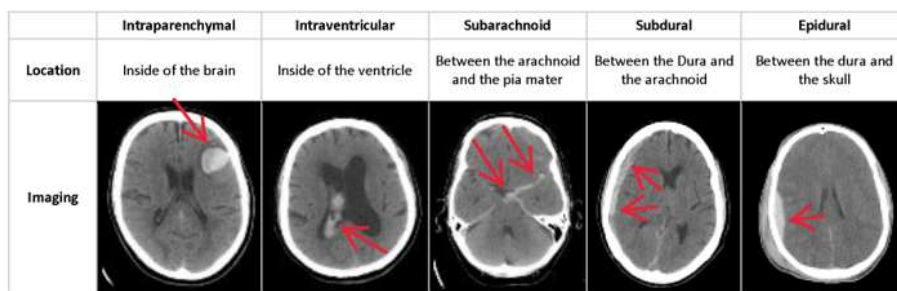 Intraparenchymal
Intraventricular
Subarachnoid
Subdural
Epidural
Location
Inside of the brain
Inside of the ventricle
Between the arachnoid
and the pia mater
Between the Dura and
the arachnoid
Between the dura and
the skull
Imaging